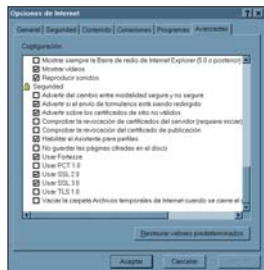 Opciones de Internet
General Seguridad Contenido Conexiones Programas Avanzadas
Configuración:
Mostrar siempre la Barra de radio de Internet Explorer (5.0 o posterior)
Mostrar vídeos
Reproducir sonidos
Seguridad
Advertir del cambio entre modalidad segura y no segura
Advertir si el envío de formularios está siendo redirigido
Advertir sobre los certificados de sitio no válidos
Comprobar la revocación de certificados del servidor (requiere reiniciar)
Comprobar la revocación del certificado de publicación
Habilitar el Asistente para perfiles
No guardar las páginas cifradas en el disco
Usar Fortezza
Usar PCT 1.0
Usar SSL 2.0
Usar SSL 3.0
Usar TLS 1.0
Vaciar la carpeta Archivos temporales de Internet cuando se cierre el
Restaurar valores predeterminados
Aceptar Cancelar